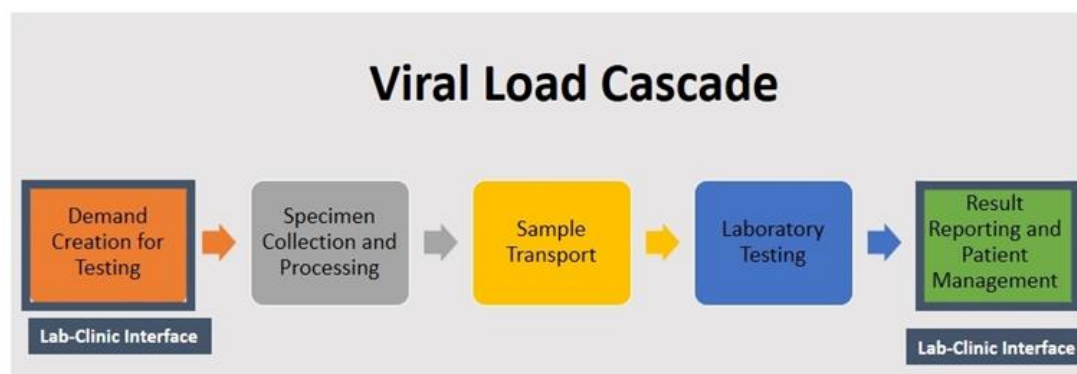 Viral Load Cascade
Demand
Creation for
Testing
Specimen
Collection and
Processing
Sample
Transport
Laboratory
Testing
Result
Reporting and
Patient
Management
Lab-Clinic Interface
Lab-Clinic Interface